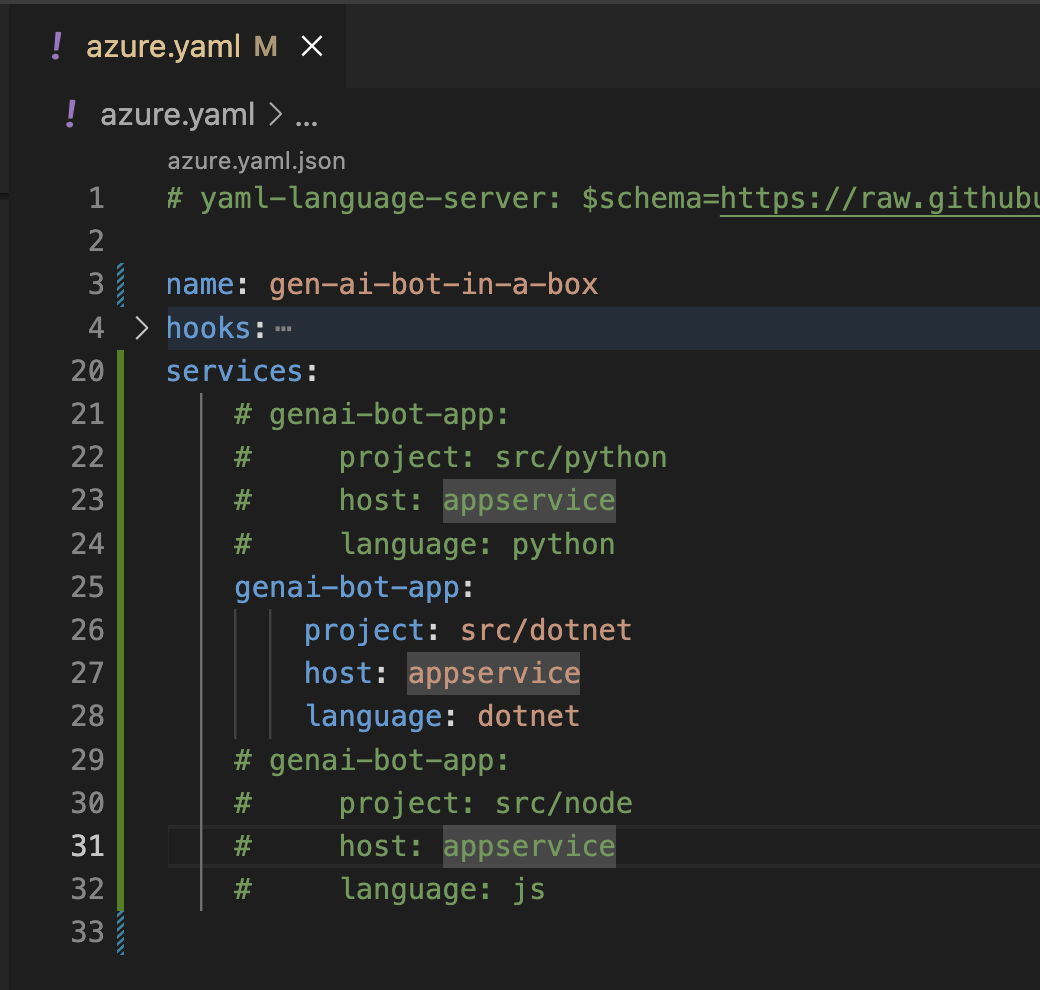 ! azure.yaml M ×
! azure.yaml > ...
azure.yaml.json
1 # yaml-language-server: $schema=https://raw.githubu
2
3 name: gen-ai-bot-in-a-box
4 > hooks: ⋯
20 services:
21     # genai-bot-app:
22     #     project: src/python
23     #     host: appservice
24     #     language: python
25     genai-bot-app:
26         project: src/dotnet
27         host: appservice
28         language: dotnet
29     # genai-bot-app:
30     #     project: src/node
31     #     host: appservice
32     #     language: js
33